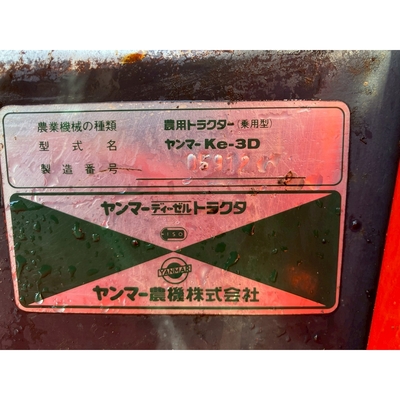 農業機械の種類 農用トラクター(乗用型)
型式名 ヤンマー Ke-3D
製造番号
ヤンマーディーゼルトラクタ
YANMAR
ヤンマー農機株式会社